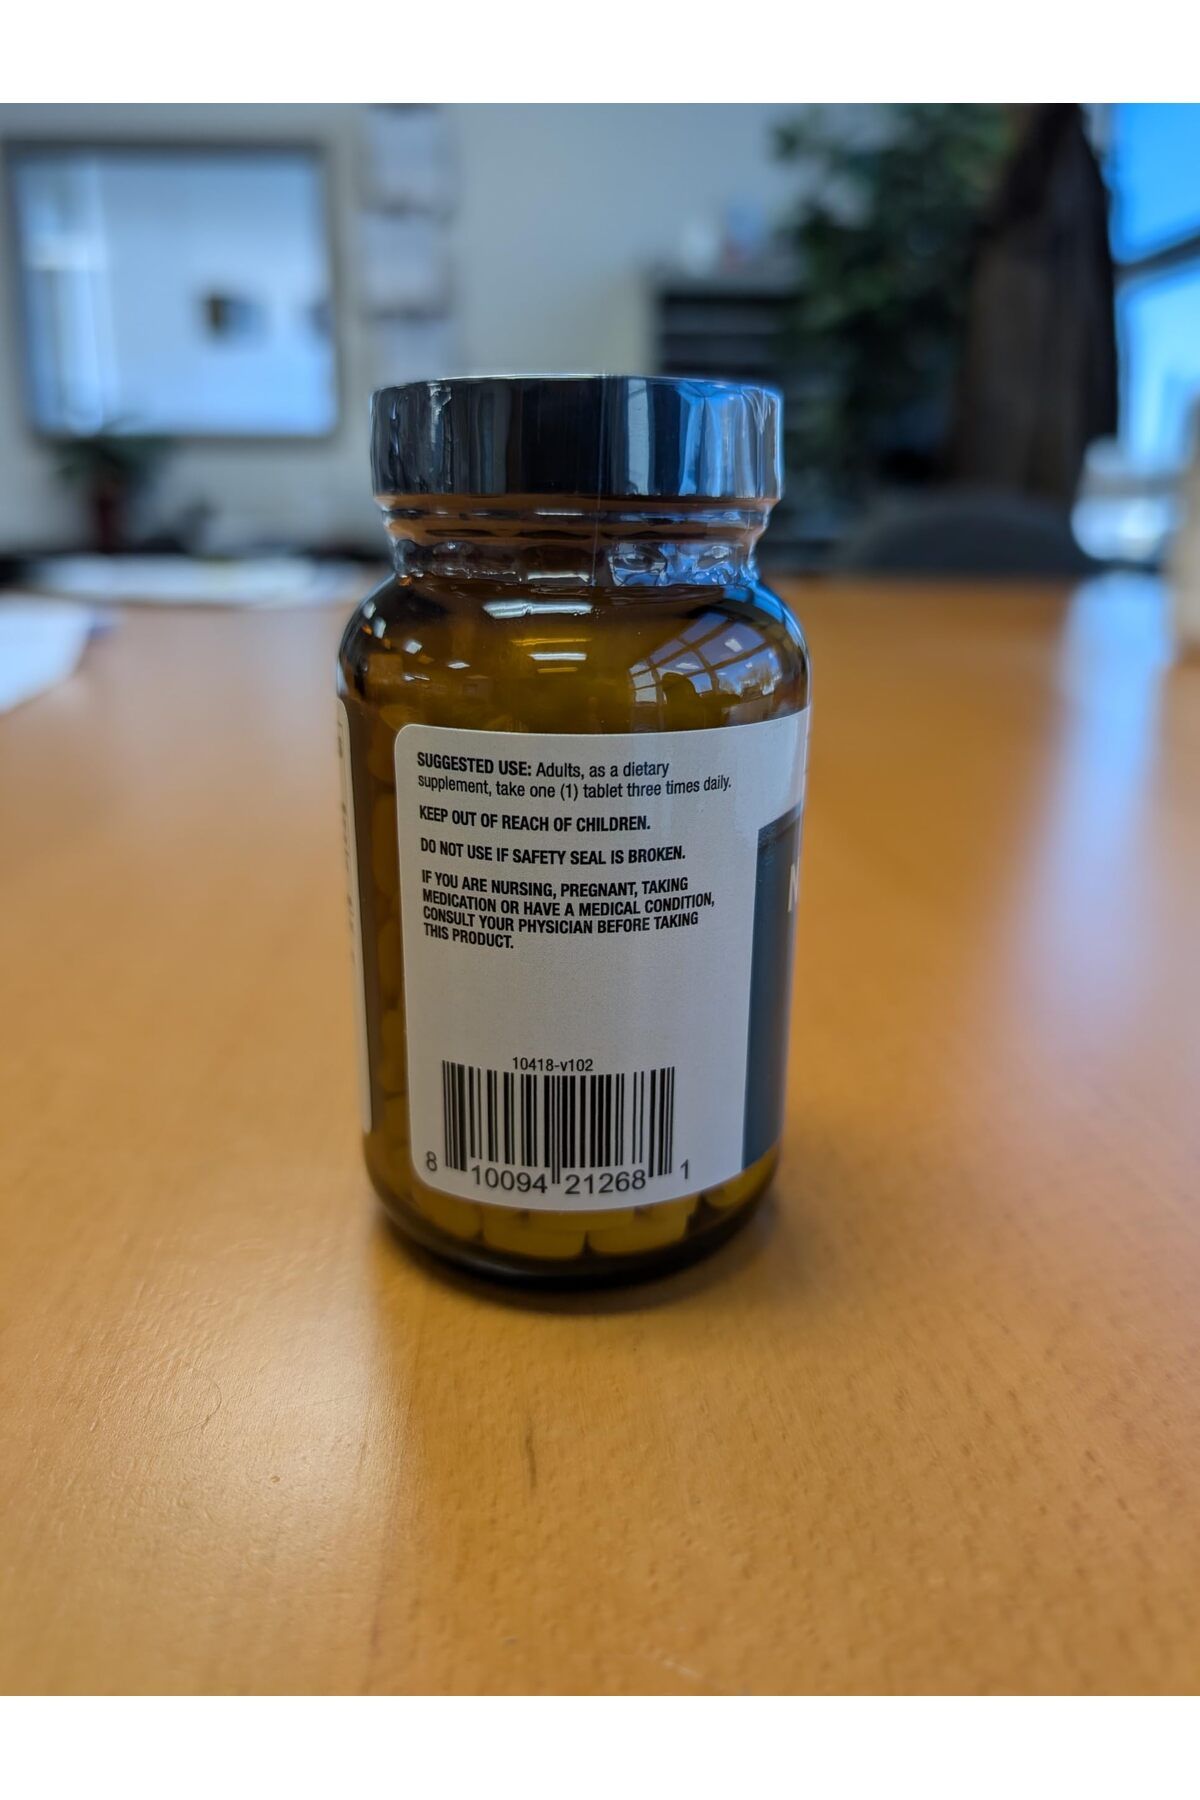 SUGGESTED USE: Adults, as a dietary
supplement, take one (1) tablet three times daily.
KEEP OUT OF REACH OF CHILDREN.
DO NOT USE IF SAFETY SEAL IS BROKEN.
IF YOU ARE NURSING, PREGNANT, TAKING
MEDICATION OR HAVE A MEDICAL CONDITION,
CONSULT YOUR PHYSICIAN BEFORE TAKING
THIS PRODUCT.
10418-v102
8 10094 21268 1